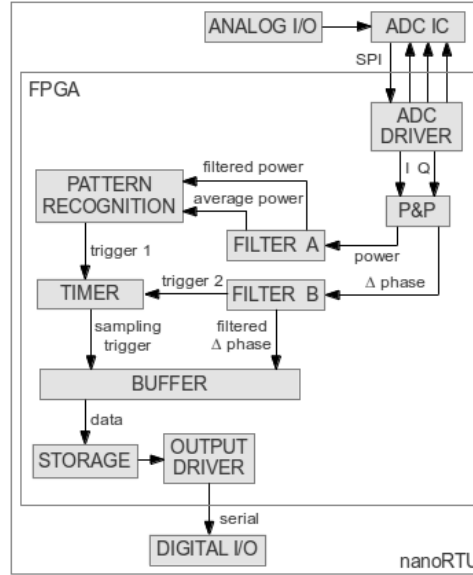 ANALOG I/O
ADC IC
SPI
FPGA
ADC
DRIVER
I Q
filtered power
PATTERN
RECOGNITION
average power
P&P
FILTER A
power
trigger 1
trigger 2
Δ phase
TIMER
FILTER B
sampling
trigger
filtered
Δ phase
BUFFER
data
STORAGE
OUTPUT
DRIVER
serial
DIGITAL I/O
nanoRTU